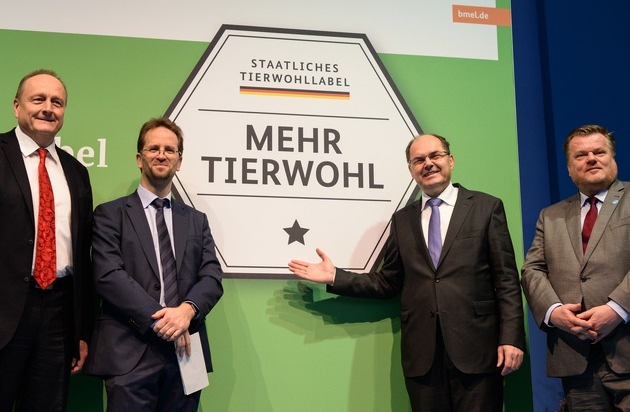 bmel.de
STAATLICHES
TIERWOHLLABEL
MEHR
TIERWOHL
bel